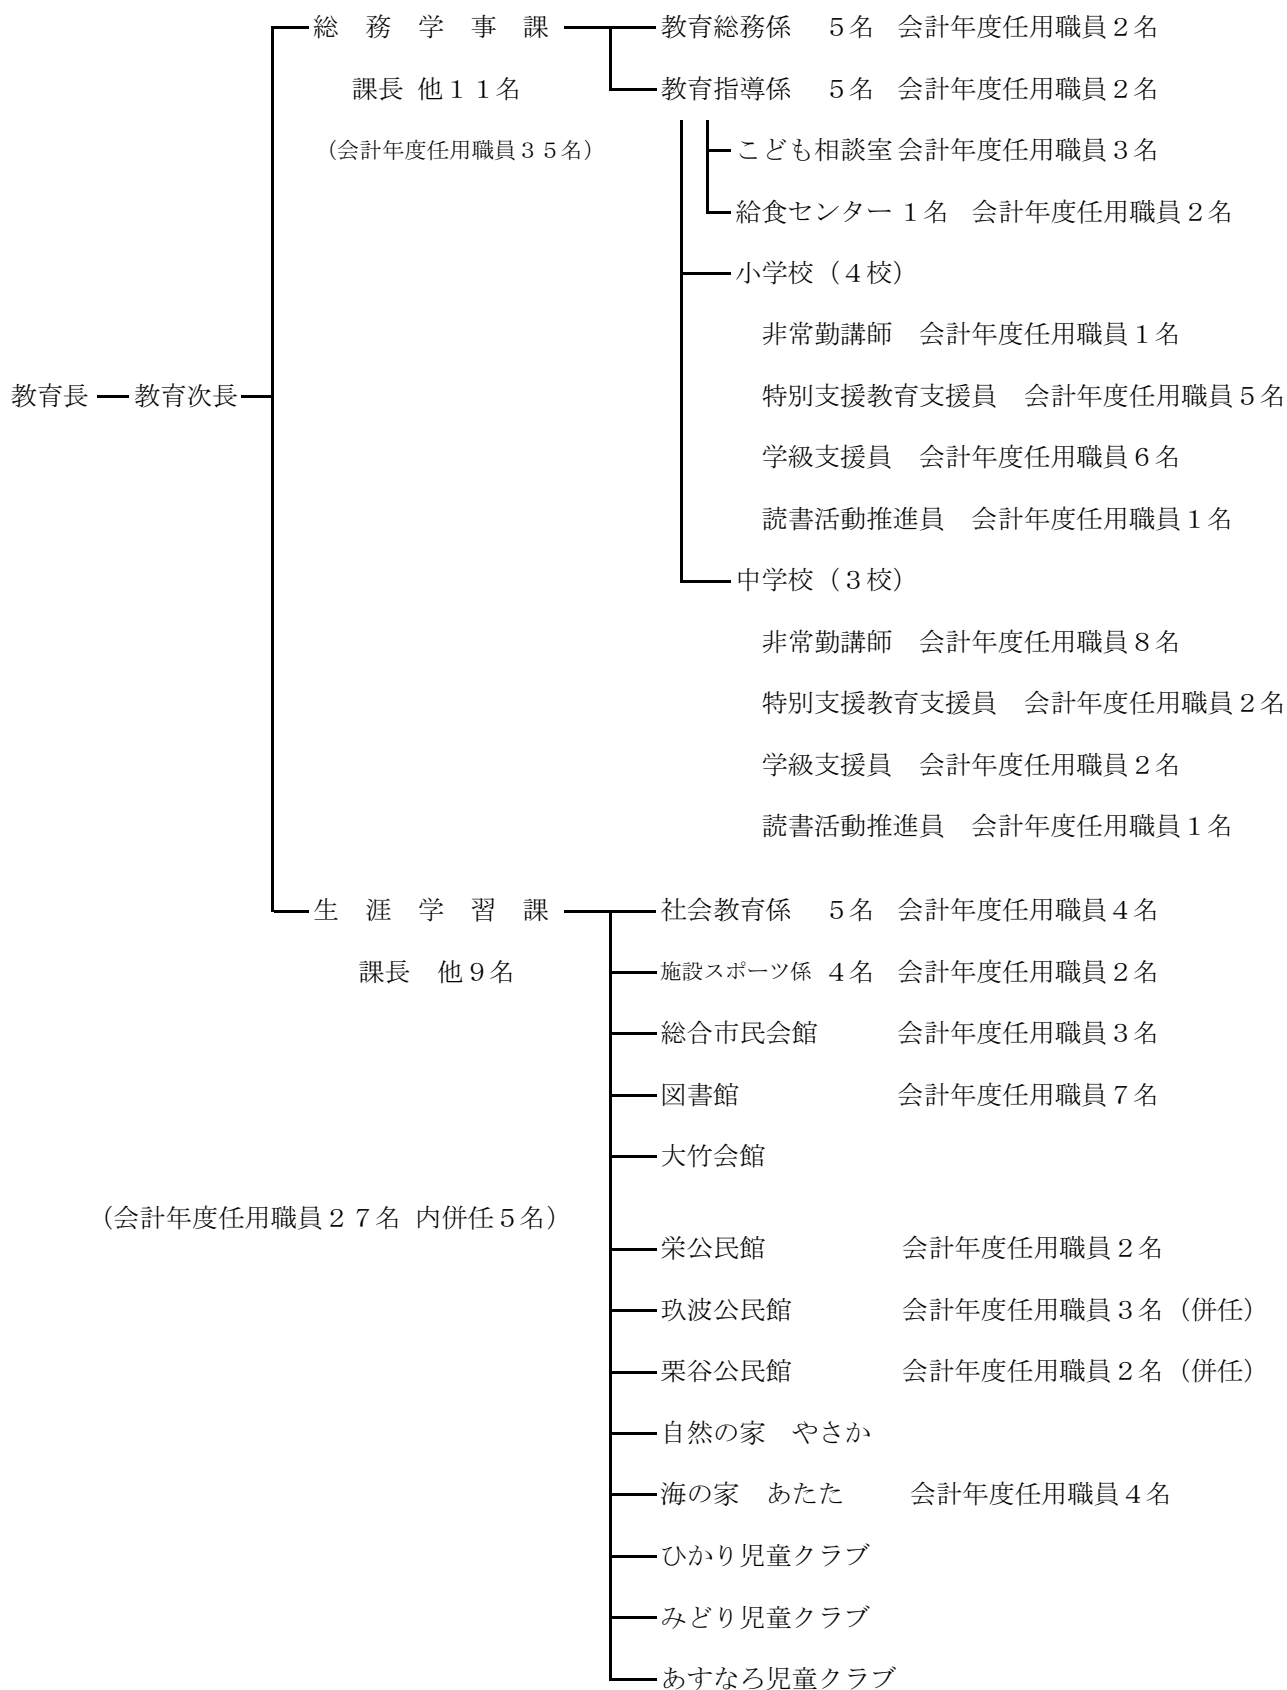 総務学事課 教育総務係 ５名 会計年度任用職員２名
課長 他１１名 教育指導係 ５名 会計年度任用職員２名
（会計年度任用職員３５名） こども相談室 会計年度任用職員３名
給食センター １名 会計年度任用職員２名
小学校（４校）
非常勤講師 会計年度任用職員１名
教育長 教育次長 特別支援教育支援員 会計年度任用職員５名
学級支援員 会計年度任用職員６名
読書活動推進員 会計年度任用職員１名
中学校（３校）
非常勤講師 会計年度任用職員８名
特別支援教育支援員 会計年度任用職員２名
学級支援員 会計年度任用職員２名
読書活動推進員 会計年度任用職員１名
生涯学習課 社会教育係 ５名 会計年度任用職員４名
課長 他９名 施設スポーツ係 ４名 会計年度任用職員２名
総合市民会館 会計年度任用職員３名
図書館 会計年度任用職員７名
大竹会館
（会計年度任用職員２７名 内併任５名）
栄公民館 会計年度任用職員２名
玖波公民館 会計年度任用職員３名（併任）
栗谷公民館 会計年度任用職員２名（併任）
自然の家 やさか
海の家 あたた 会計年度任用職員４名
ひかり児童クラブ
みどり児童クラブ
あすなろ児童クラブ